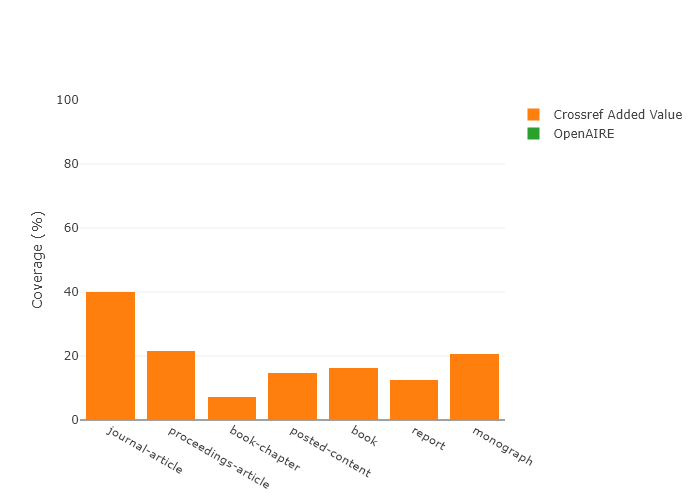 100
80
60
40
20
0
Coverage (%)
Crossref Added Value
OpenAIRE
journal-article
proceedings-article
book-chapter
posted-content
book
report
monograph